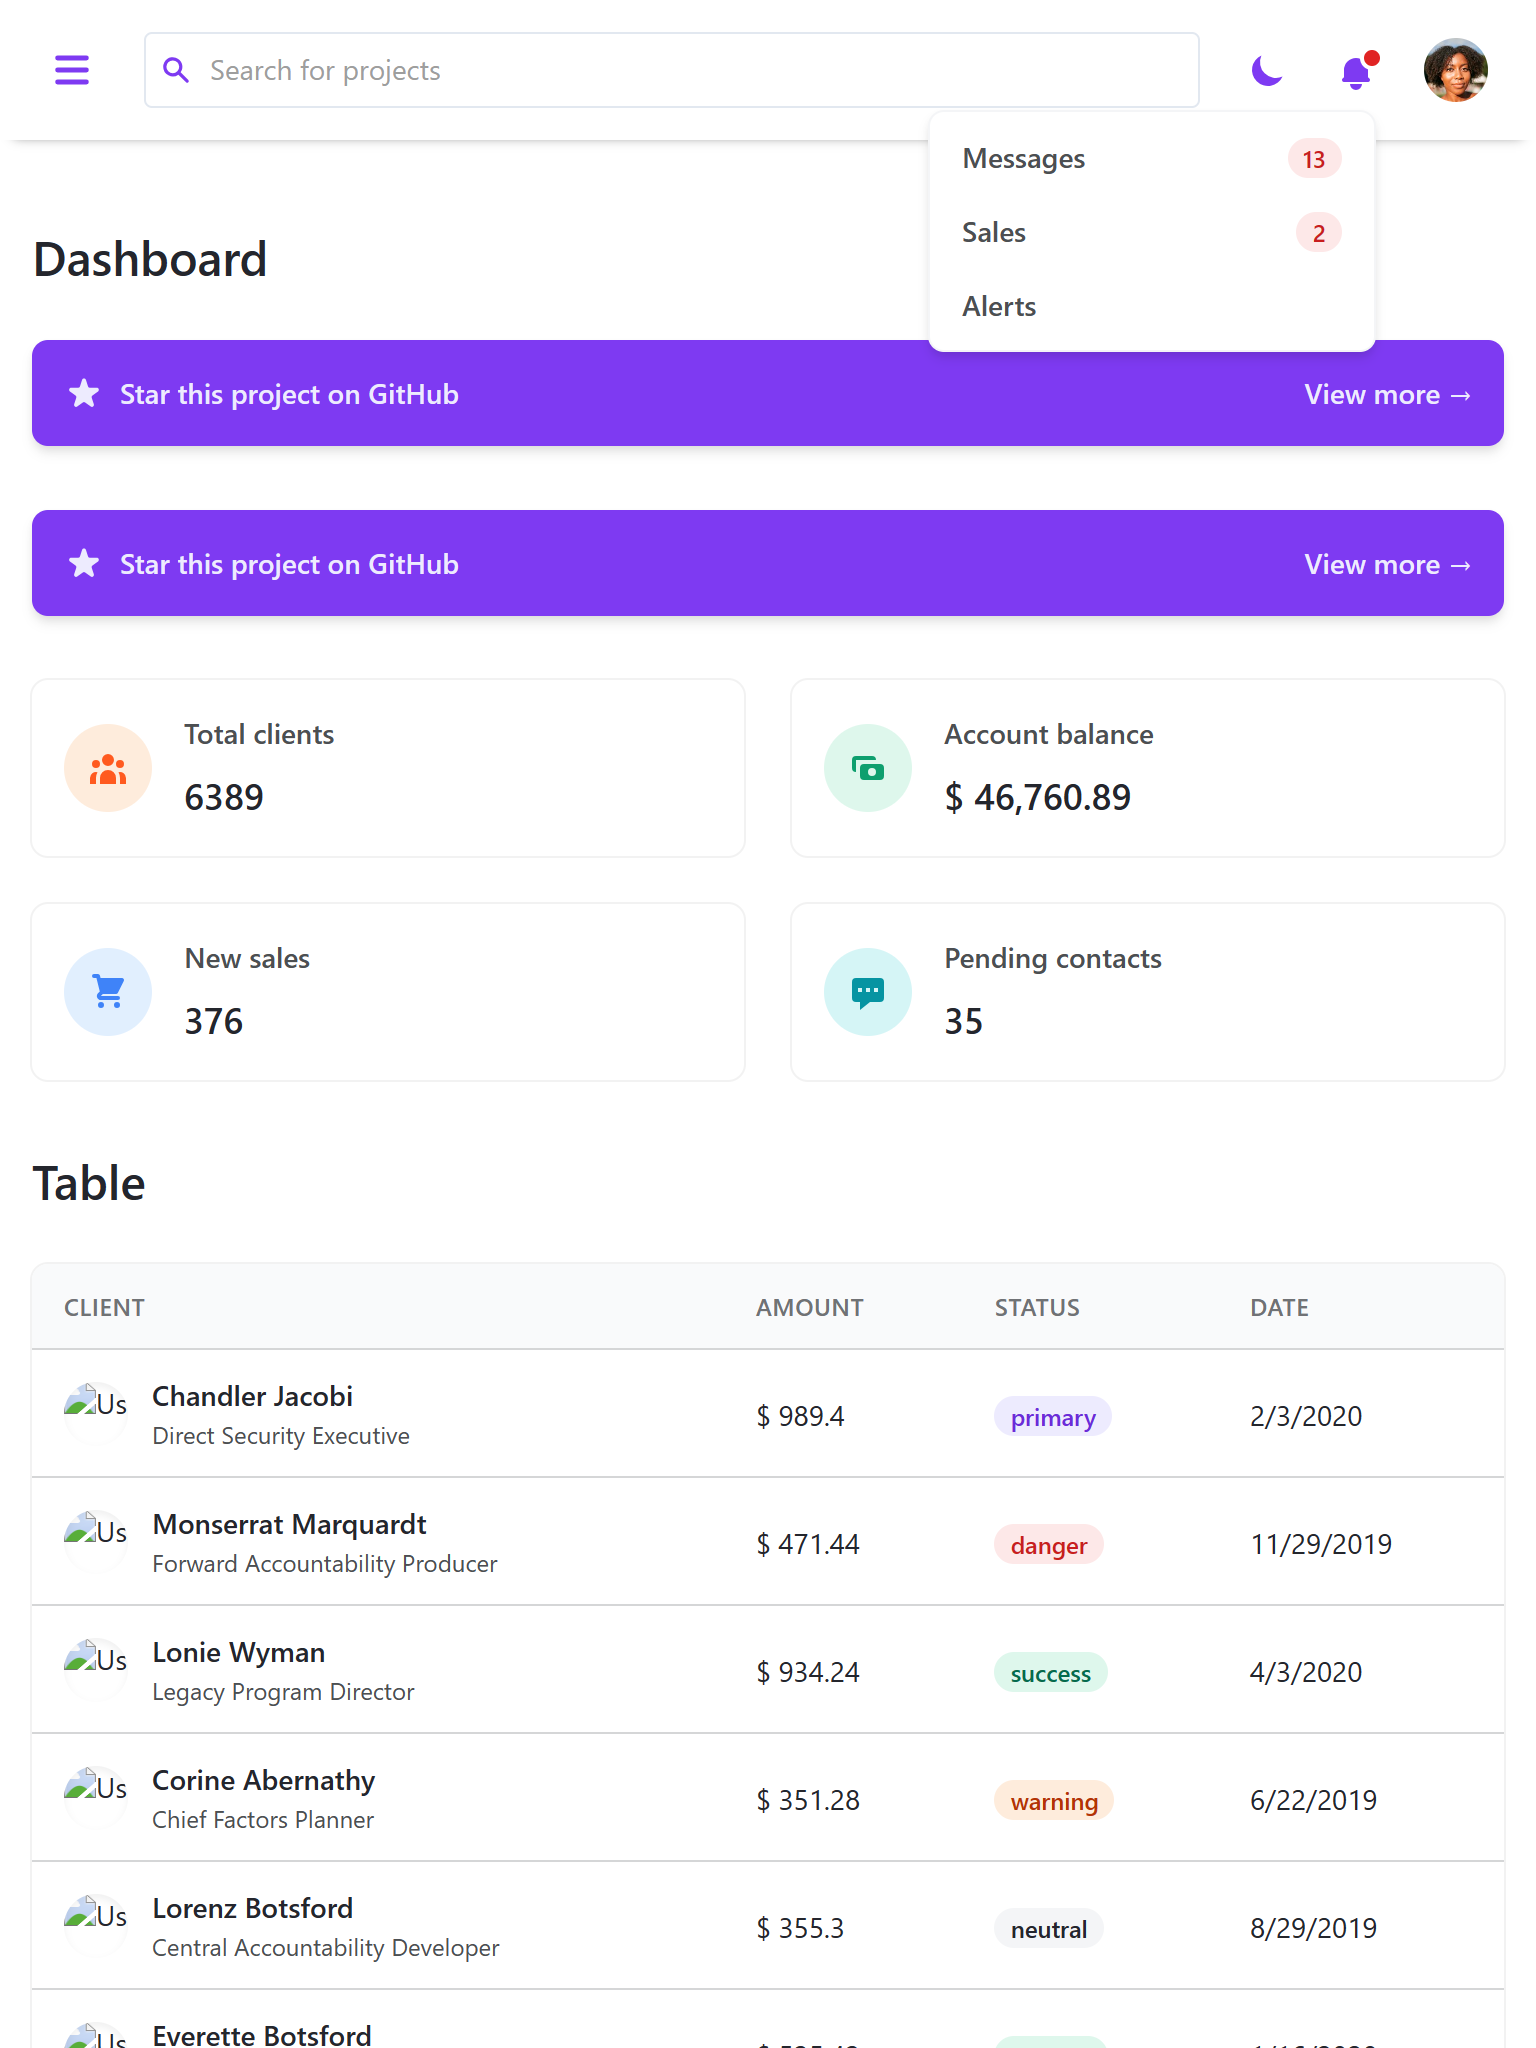 Search for projects
Messages 13
Sales 2
Alerts
Dashboard
Star this project on GitHub View more →
Star this project on GitHub View more →
Total clients
6389
Account balance
$ 46,760.89
New sales
376
Pending contacts
35
Table
CLIENT AMOUNT STATUS DATE
Us Chandler Jacobi
Direct Security Executive
$ 989.4 primary 2/3/2020
Us Monserrat Marquardt
Forward Accountability Producer
$ 471.44 danger 11/29/2019
Us Lonie Wyman
Legacy Program Director
$ 934.24 success 4/3/2020
Us Corine Abernathy
Chief Factors Planner
$ 351.28 warning 6/22/2019
Us Lorenz Botsford
Central Accountability Developer
$ 355.3 neutral 8/29/2019
Us Everette Botsford